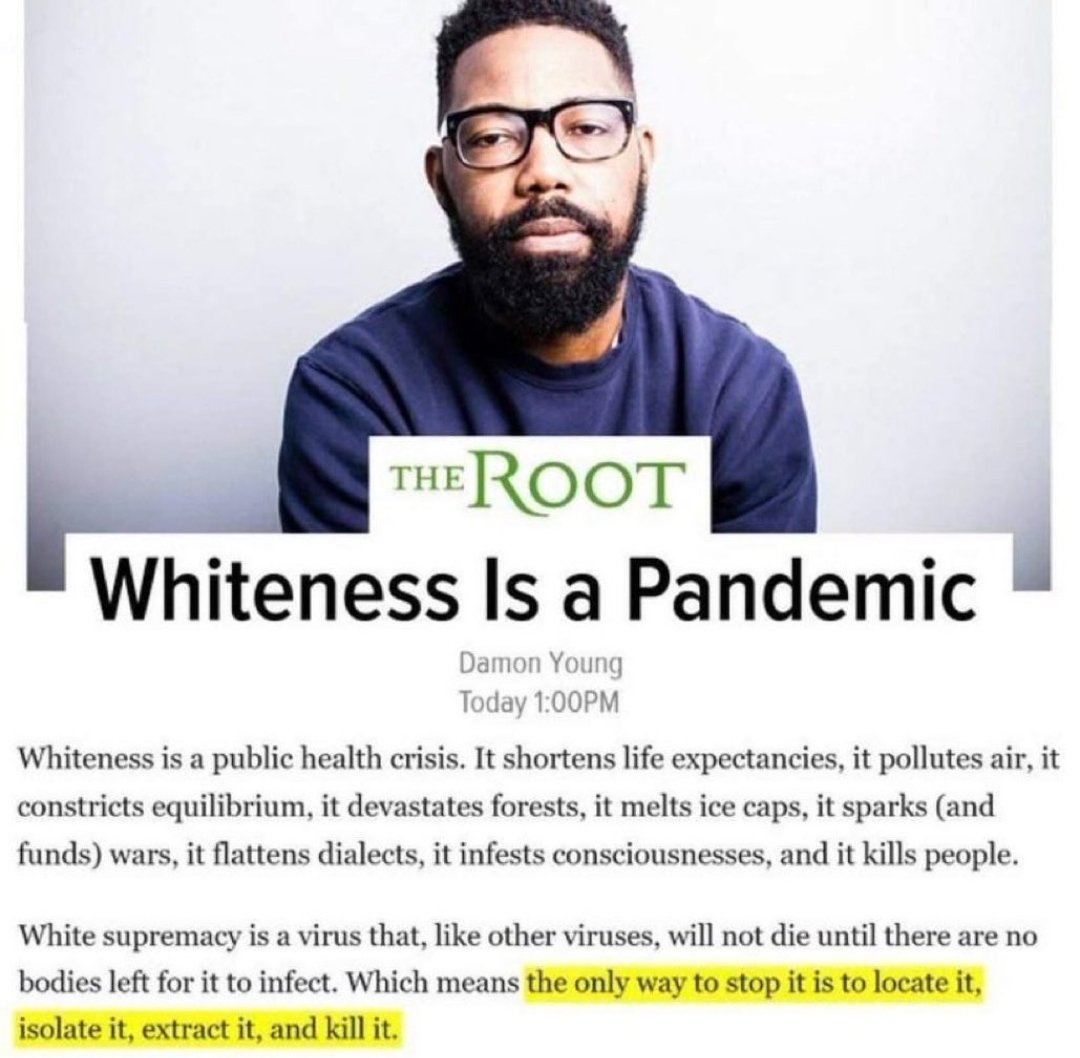 THE ROOT
Whiteness Is a Pandemic
Damon Young
Today 1:00PM
Whiteness is a public health crisis. It shortens life expectancies, it pollutes air, it
constricts equilibrium, it devastates forests, it melts ice caps, it sparks (and
funds) wars, it flattens dialects, it infests consciousnesses, and it kills people.
White supremacy is a virus that, like other viruses, will not die until there are no
bodies left for it to infect. Which means the only way to stop it is to locate it,
isolate it, extract it, and kill it.